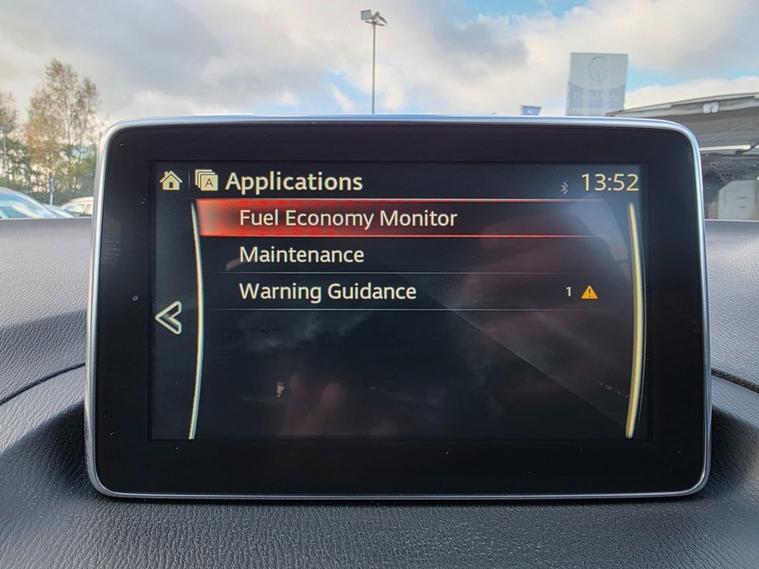 A Applications 13:52
Fuel Economy Monitor
Maintenance
Warning Guidance 1